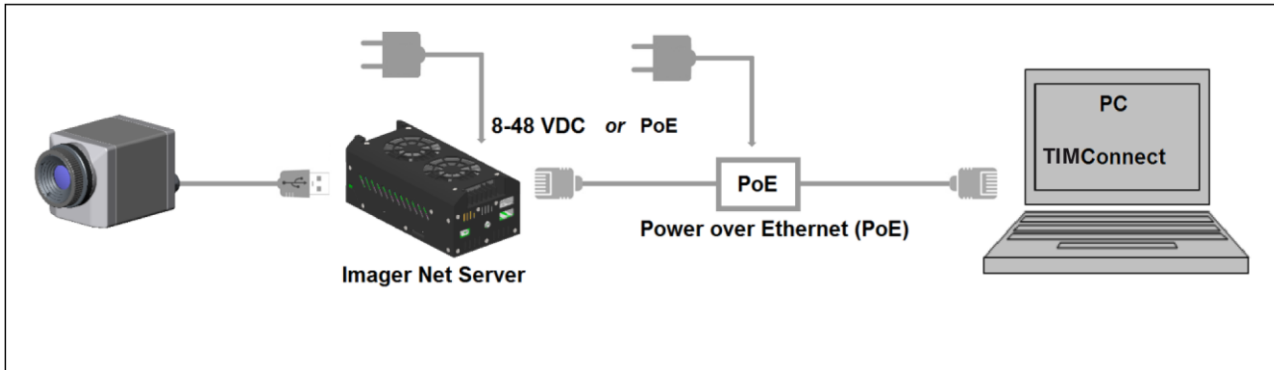 8-48 VDC or PoE
PC
TIMConnect
PoE
Power over Ethernet (PoE)
Imager Net Server